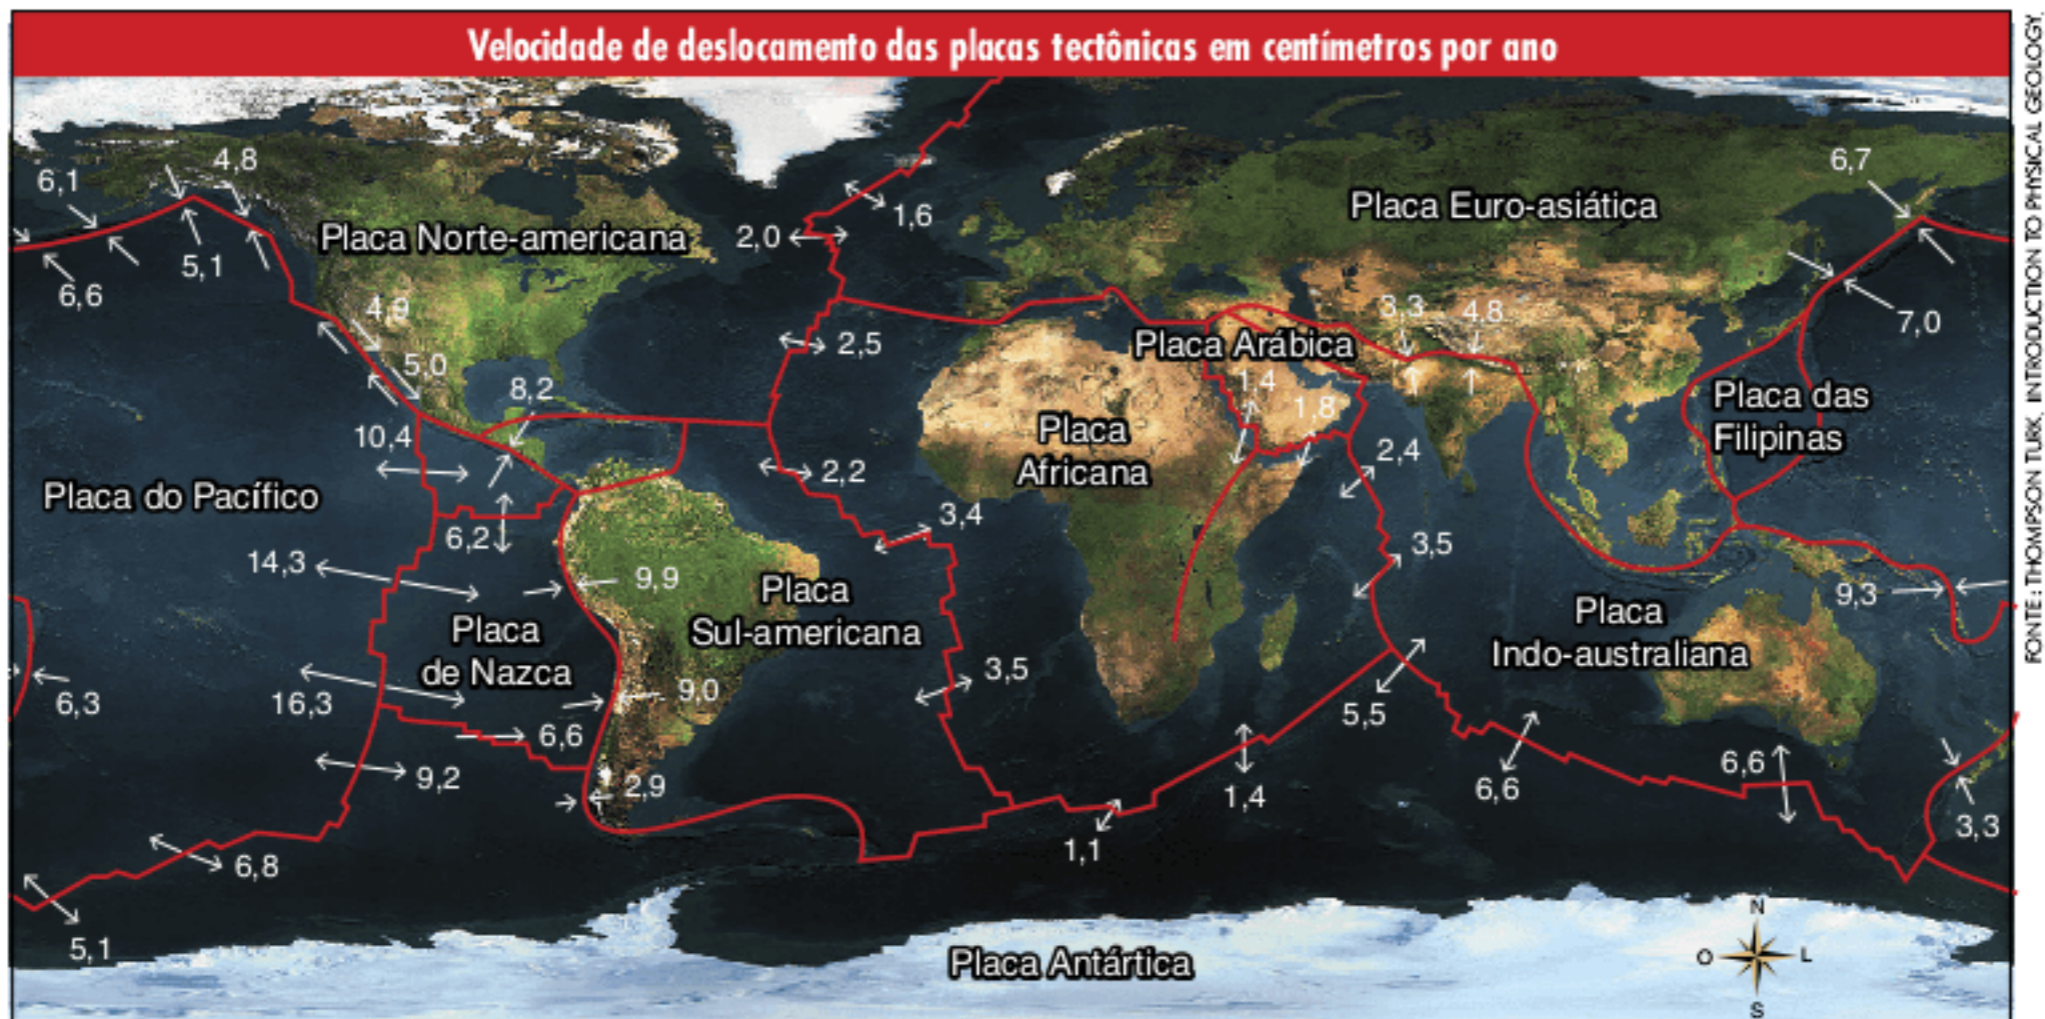 Velocidade de deslocamento das placas tectônicas em centímetros por ano
6,1
4,8
5,1
6,6
Placa Norte-americana
2,0
1,6
Placa Euro-asiática
6,7
7,0
4,9
5,0
2,5
Placa Arábica
3,3
4,8
1,4
1,8
8,2
10,4
Placa do Pacífico
2,2
3,4
Placa
Africana
2,4
3,5
Placa das
Filipinas
6,2
14,3
9,9
Placa
de Nazca
Placa
Sul-americana
Placa
Indo-australiana
9,3
6,3
16,3
9,0
3,5
6,6
5,5
9,2
2,9
1,4
6,6
6,6
3,3
6,8
1,1
5,1
Placa Antártica
N
O
L
S
FONTE: THOMPSON TURK. INTRODUCTION TO PHYSICAL GEOLOGY.